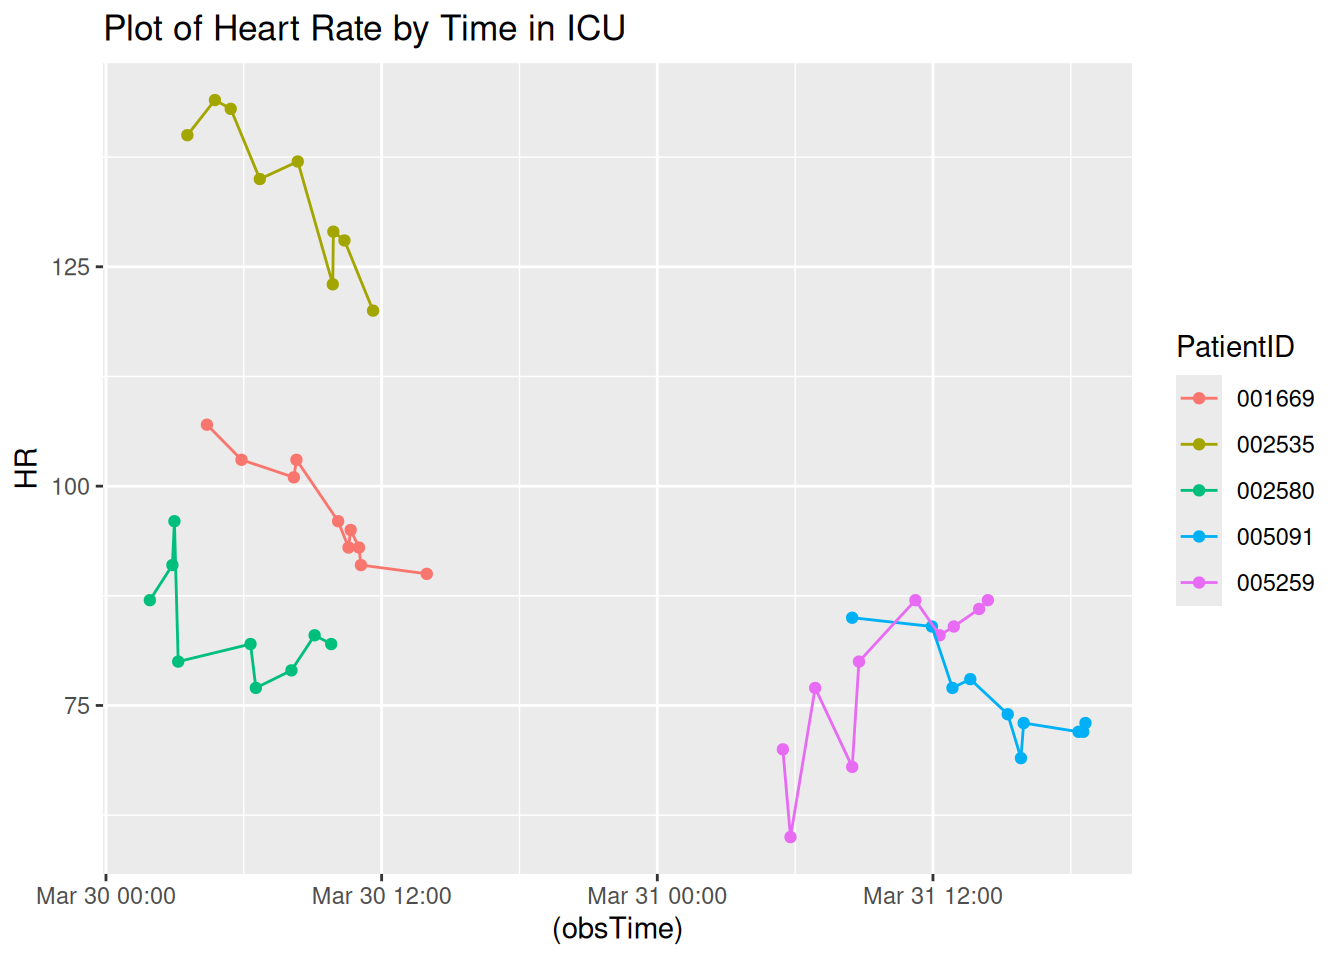 Plot of Heart Rate by Time in ICU
HR
125
100
75
Mar 30 00:00
Mar 30 12:00
Mar 31 00:00
Mar 31 12:00
(obsTime)
PatientID
001669
002535
002580
005091
005259